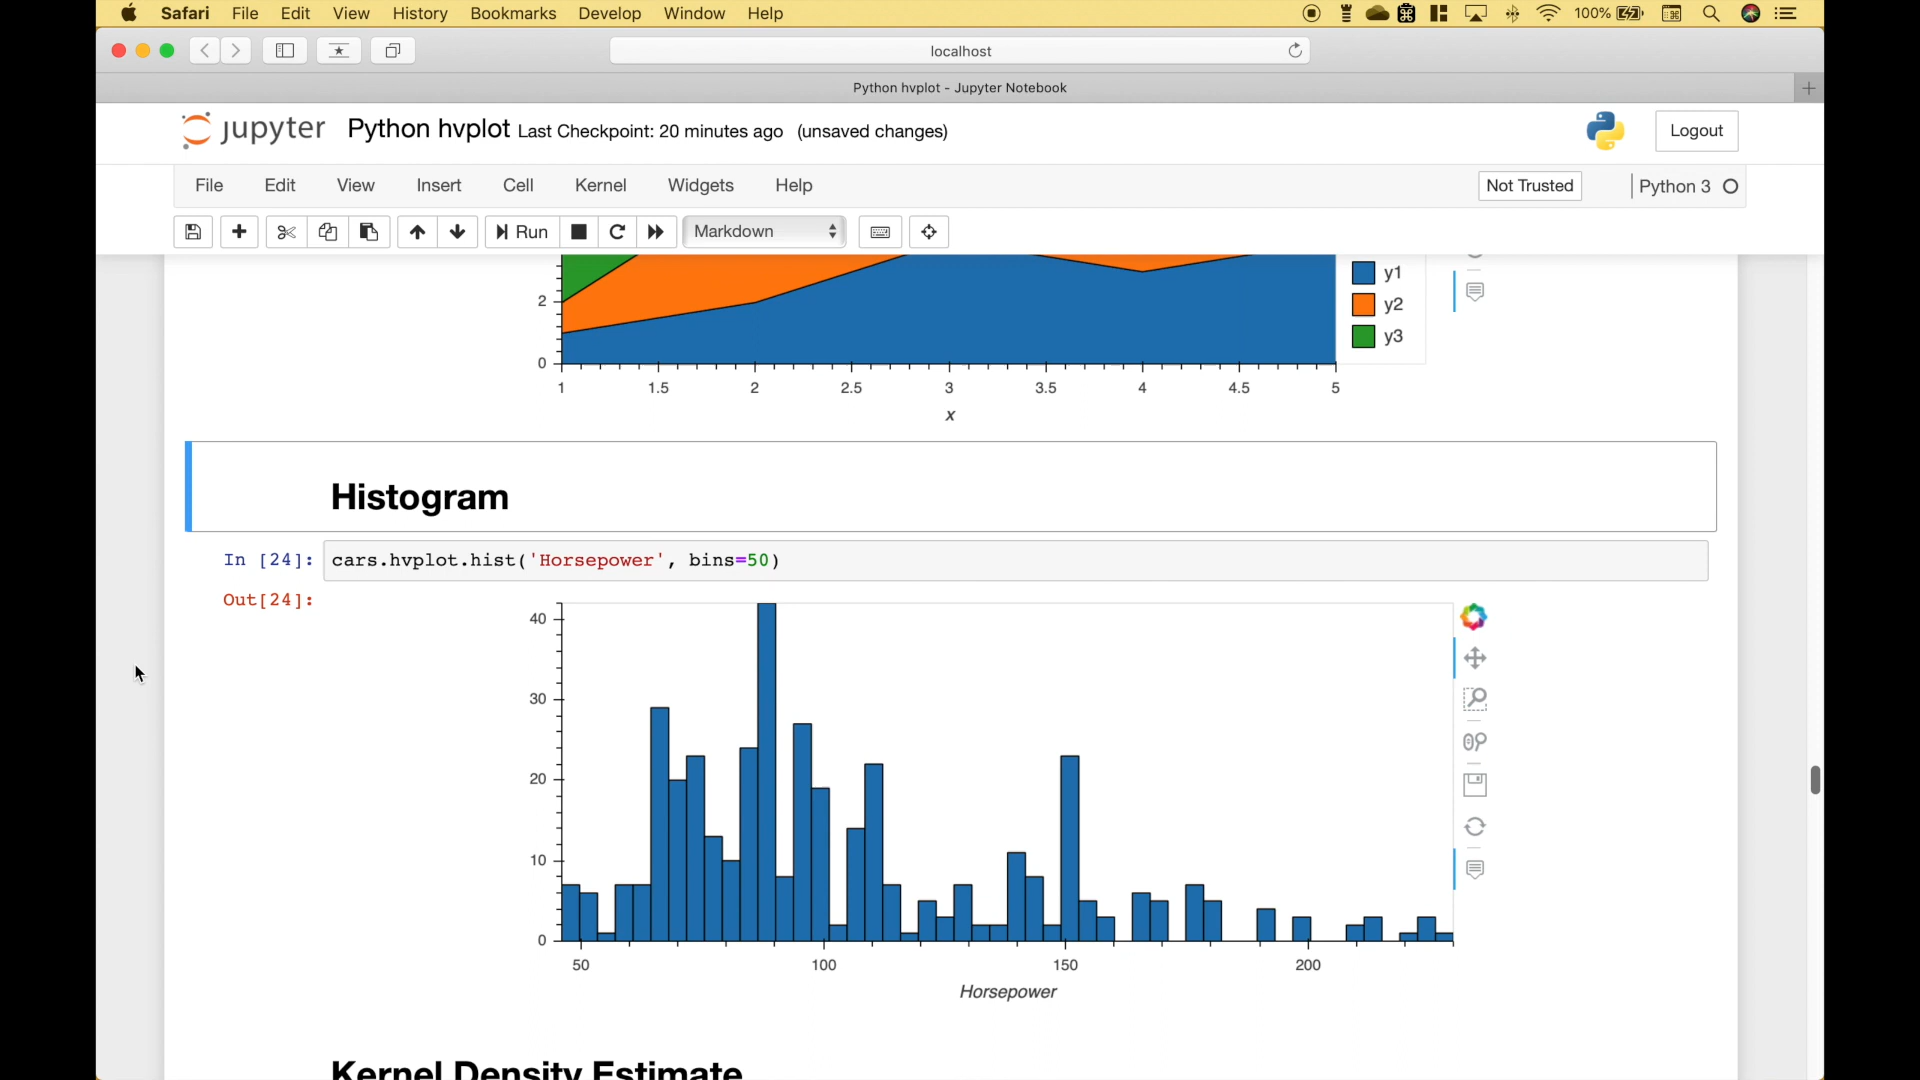 Safari File Edit View History Bookmarks Develop Window Help 100%
localhost
Python hvplot - Jupyter Notebook
jupyter Python hvplot Last Checkpoint: 20 minutes ago (unsaved changes) Logout
File Edit View Insert Cell Kernel Widgets Help Not Trusted Python 3
Run Markdown
y1
2
y2
y3
0
1 1.5 2 2.5 3 3.5 4 4.5 5
x
Histogram
In [24]: cars.hvplot.hist('Horsepower', bins=50)
Out[24]:
40
30
20
10
0
50 100 150 200
Horsepower
Kernel Density Estimate